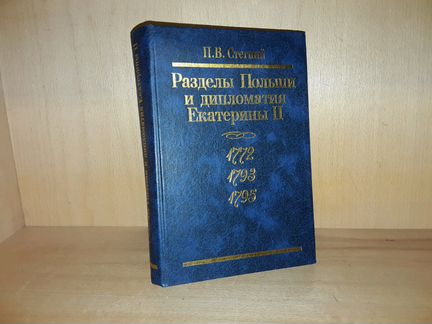 П.В. Стегний
Разделы Польши
и дипломатия
Екатерины II
1772
1793
1795